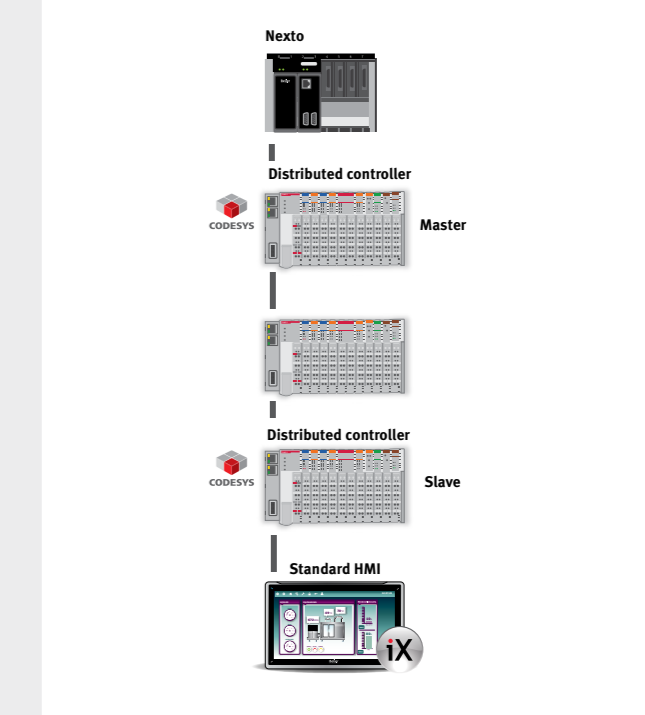 Nexto
Distributed controller
CODESYS
Master
Distributed controller
CODESYS
Slave
Standard HMI
iX